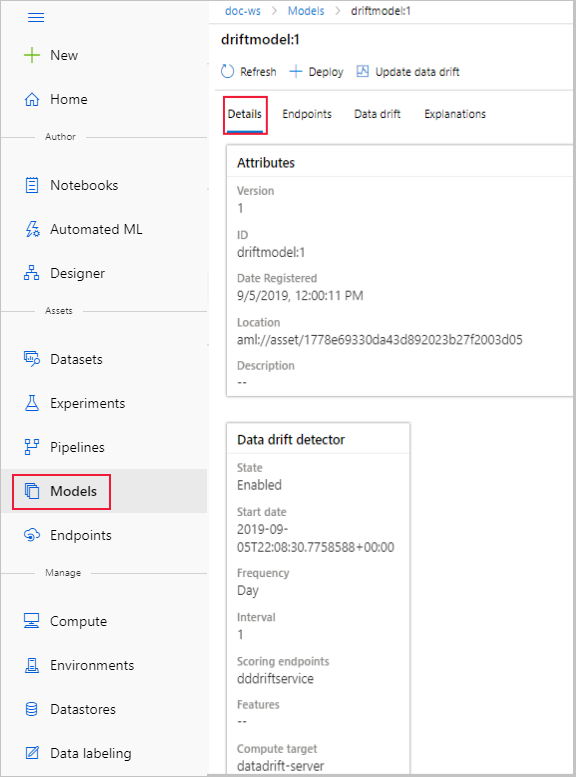 New
Home
Author
Notebooks
Automated ML
Designer
Assets
Datasets
Experiments
Pipelines
Models
Endpoints
Manage
Compute
Environments
Datastores
Data labeling
doc-ws > Models > driftmodel:1
driftmodel:1
Refresh Deploy Update data drift
Details Endpoints Data drift Explanations
Attributes
Version
1
ID
driftmodel:1
Date Registered
9/5/2019, 12:00:11 PM
Location
aml://asset/1778e69330da43d892023b27f2003d05
Description
--
Data drift detector
State
Enabled
Start date
2019-09-
05T22:08:30.7758588+00:00
Frequency
Day
Interval
1
Scoring endpoints
dddriftservice
Features
--
Compute target
datadrift-server